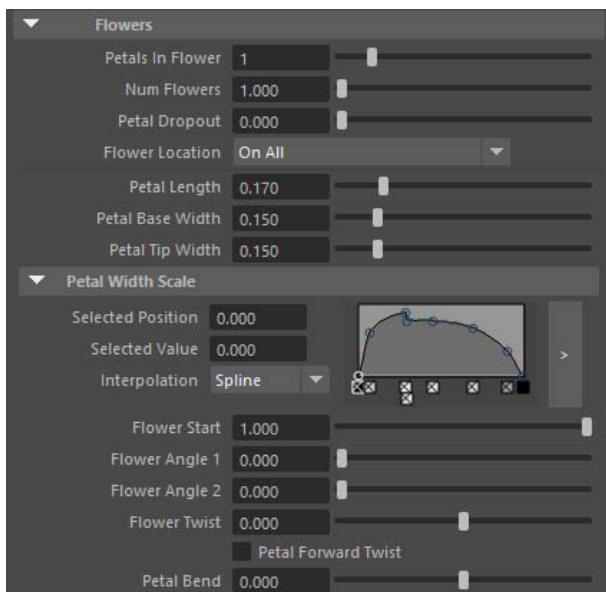 Flowers
Petals In Flower 1
Num Flowers 1.000
Petal Dropout 0.000
Flower Location On All
Petal Length 0.170
Petal Base Width 0.150
Petal Tip Width 0.150
Petal Width Scale
Selected Position 0.000
Selected Value 0.000
Interpolation Spline
>
Flower Start 1.000
Flower Angle 1 0.000
Flower Angle 2 0.000
Flower Twist 0.000
Petal Forward Twist
Petal Bend 0.000